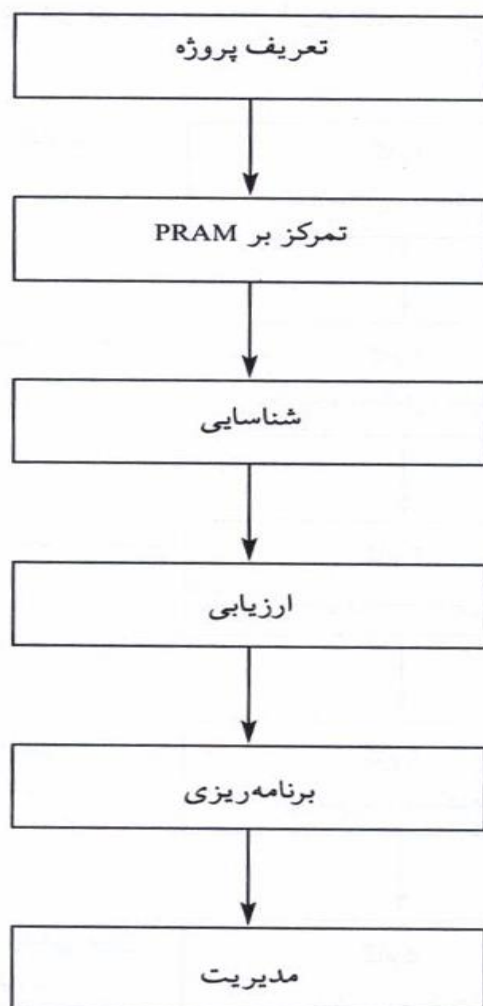 تعریف پروژه
تمرکز بر PRAM
شناسایی
ارزیابی
برنامه‌ریزی
مدیریت